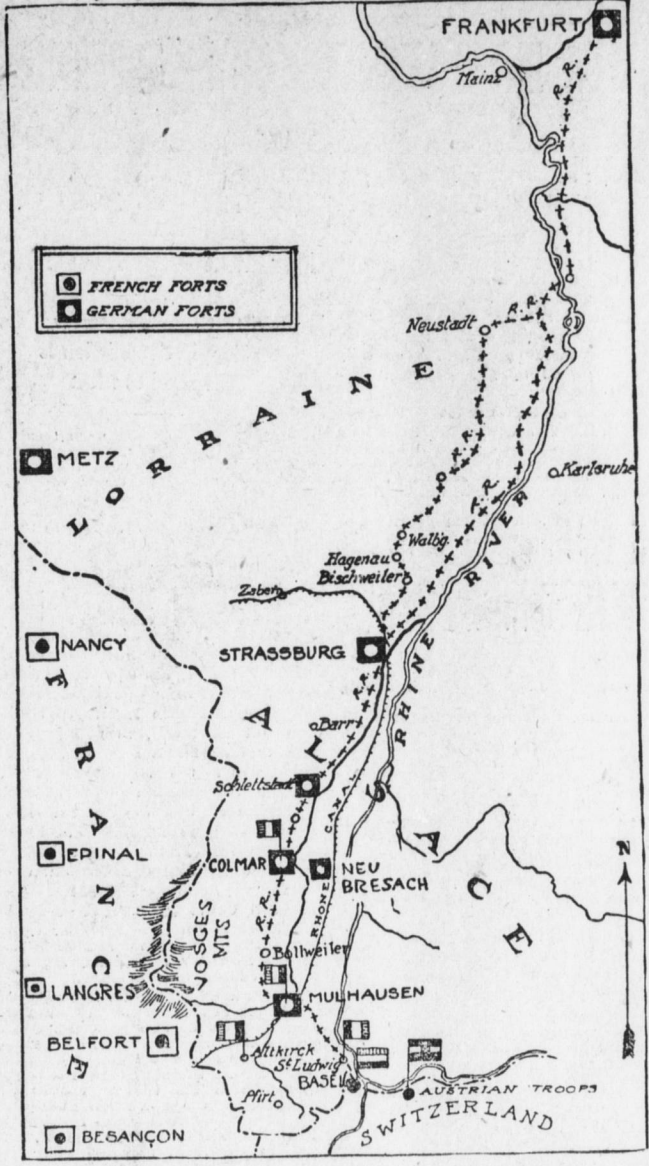 FRANKFURT
Mainz
R. R.
FRENCH FORTS
GERMAN FORTS
Neustadt
R. R.
LORRAINE
METZ
R. R.
Karlsruhe
R. R.
Walbg.
Hagenau
Bischweiler
Zabern
RHINE RIVER
NANCY
STRASSBURG
R. R.
FRANCE
ALSACE
Barr
Schlettstadt
RHONE CANAL
EPINAL
COLMAR
NEU
BRESACH
N
R. R.
VOSGES
MTS
Bollweiler
LANGRES
MULHAUSEN
BELFORT
Altkirch
St Ludwig
BASEL
AUSTRIAN TROOPS
Pfirt
SWITZERLAND
BESANÇON